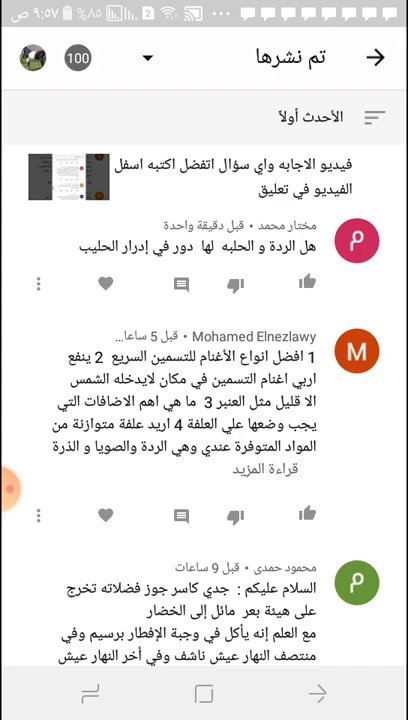 ٩:٥٧ ص ٨٥%
تم نشرها
100
الأحدث أولاً
فيديو الاجابه واي سؤال اتفضل اكتبه اسفل
الفيديو في تعليق
مختار محمد • قبل دقيقة واحدة
هل الردة و الحلبه لها دور في إدرار الحليب
م
Mohamed Elnezlawy • قبل 5 ساعا...
M
1 افضل انواع الأغنام للتسمين السريع 2 ينفع
اربي اغنام التسمين في مكان لايدخله الشمس
الا قليل مثل العنبر 3 ما هي اهم الاضافات التي
يجب وضعها علي العلفة 4 اريد علفة متوازنة من
المواد المتوفرة عندي وهي الردة والصويا و الذرة
قراءة المزيد
محمود حمدى • قبل 9 ساعات
م
السلام عليكم : جدي كاسر جوز فضلاته تخرج
على هيئة بعر مائل إلى الخضار
مع العلم إنه يأكل في وجبة الإفطار برسيم وفي
منتصف النهار عيش ناشف وفي أخر النهار عيش